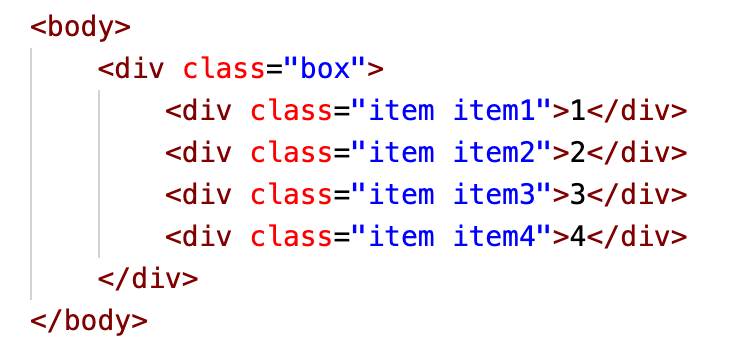 <body>
<div class="box">
<div class="item item1">1</div>
<div class="item item2">2</div>
<div class="item item3">3</div>
<div class="item item4">4</div>
</div>
</body>